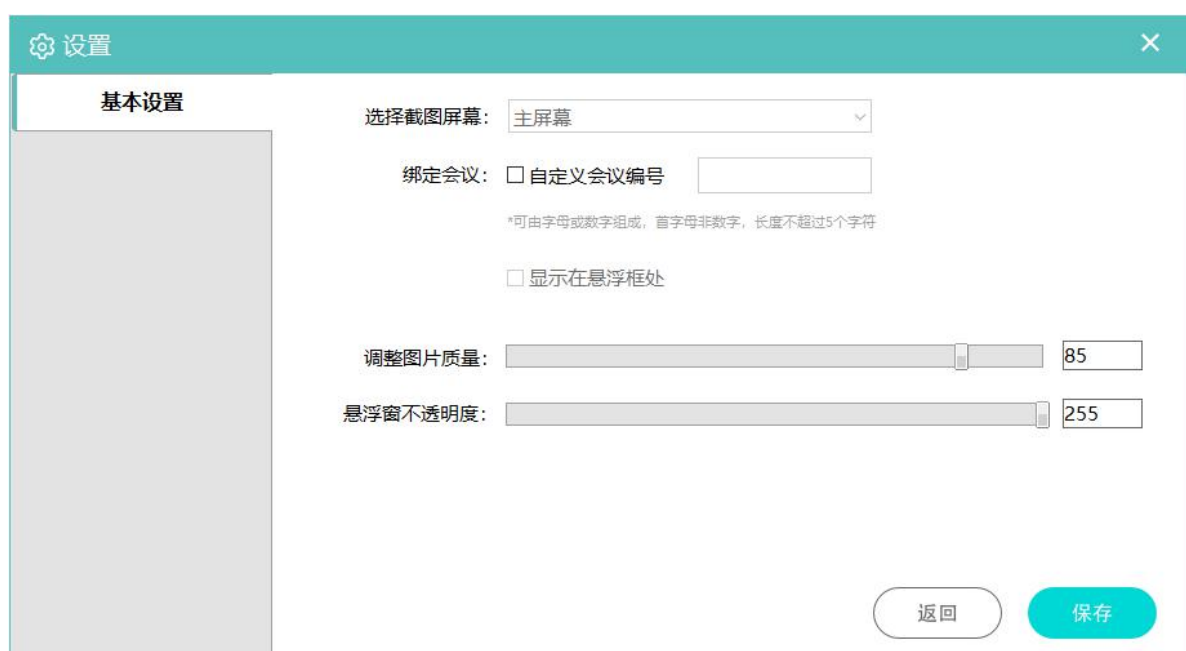 设置
基本设置
选择截图屏幕： 主屏幕
绑定会议： 自定义会议编号
*可由字母或数字组成，首字母非数字，长度不超过5个字符
显示在悬浮框处
调整图片质量： 85
悬浮窗不透明度： 255
返回 保存